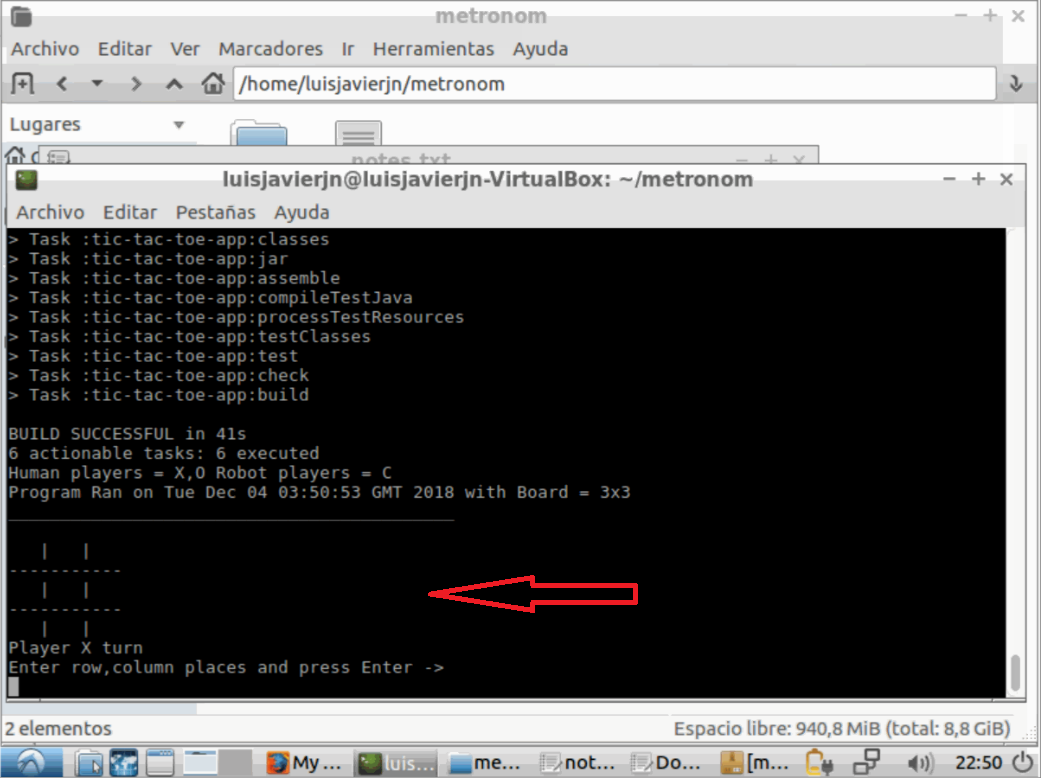 metronom
Archivo Editar Ver Marcadores Ir Herramientas Ayuda
/home/luisjavierjn/metronom
Lugares
notes.txt
luisjavierjn@luisjavierjn-VirtualBox: ~/metronom
Archivo Editar Pestañas Ayuda
> Task :tic-tac-toe-app:classes
> Task :tic-tac-toe-app:jar
> Task :tic-tac-toe-app:assemble
> Task :tic-tac-toe-app:compileTestJava
> Task :tic-tac-toe-app:processTestResources
> Task :tic-tac-toe-app:testClasses
> Task :tic-tac-toe-app:test
> Task :tic-tac-toe-app:check
> Task :tic-tac-toe-app:build
BUILD SUCCESSFUL in 41s
6 actionable tasks: 6 executed
Human players = X,O Robot players = C
Program Ran on Tue Dec 04 03:50:53 GMT 2018 with Board = 3x3
___________________________________________
| |
-----------
| |
-----------
| |
Player X turn
Enter row,column places and press Enter ->
2 elementos Espacio libre: 940,8 MiB (total: 8,8 GiB)
My ... luis... me... not... Do... [m... 22:50